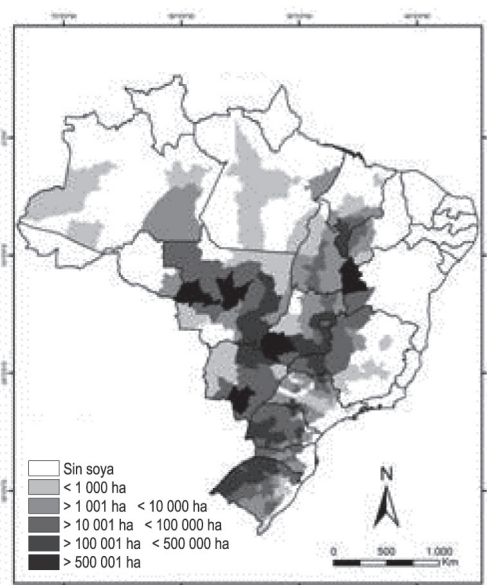 Sin soya
< 1 000 ha
> 1 001 ha < 10 000 ha
> 10 001 ha < 100 000 ha
> 100 001 ha < 500 000 ha
> 500 001 ha
N
0 500 1.000
Km